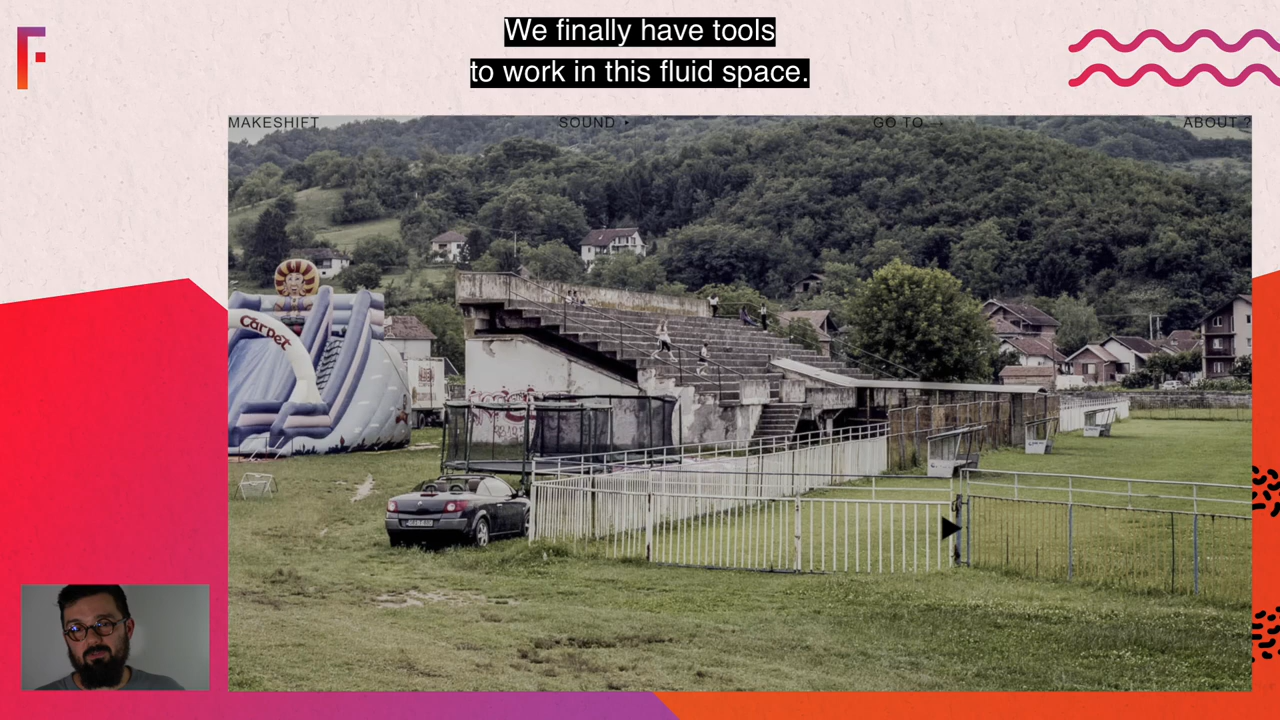 We finally have tools
to work in this fluid space.
MAKESHIFT
SOUND
GO TO →
ABOUT ?
Carpet